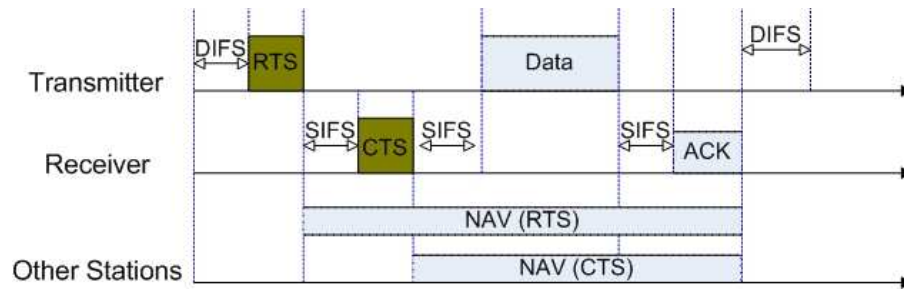 DIFS
RTS
Data
DIFS
Transmitter
SIFS
CTS
SIFS
SIFS
ACK
Receiver
NAV (RTS)
NAV (CTS)
Other Stations